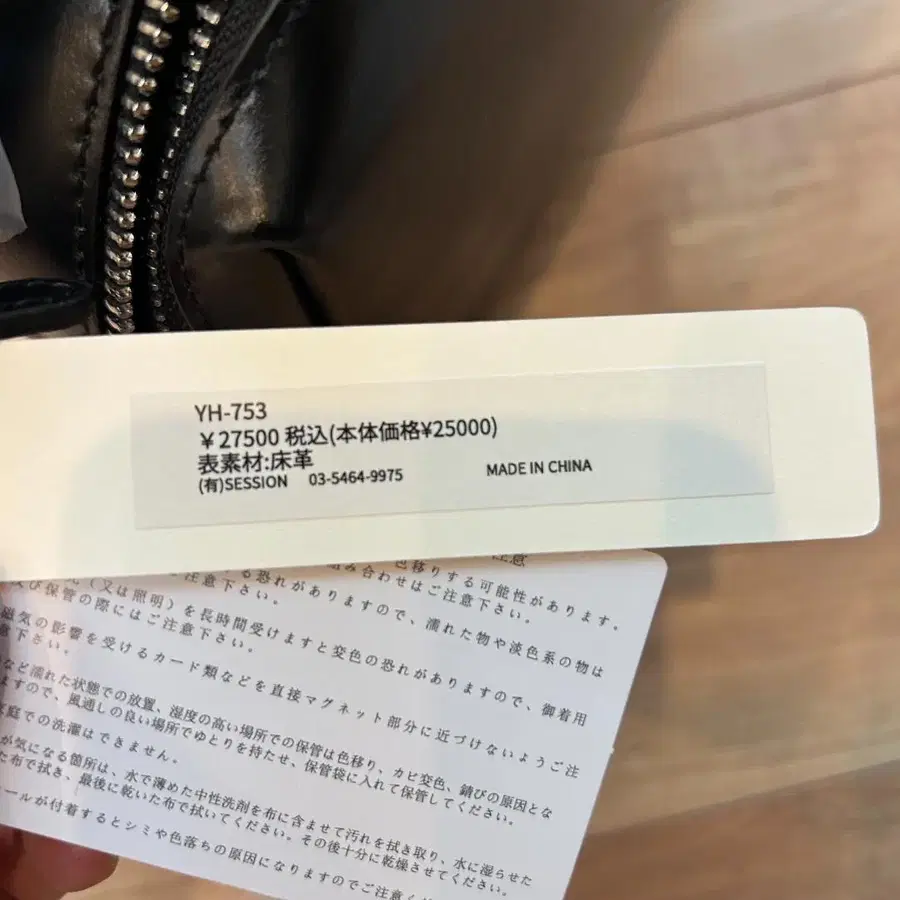 YH-753
￥27500 税込(本体価格¥25000)
表素材:床革
(有)SESSION 03-5464-9975 MADE IN CHINA
色移りする可能性があります。
る恐れがありますので、濡れた物や淡色系の物は
み合わせはご注意下さい。
(又は照明)を長時間受けますと変色の恐れがありますので、御着用
及び保管の際にはご注意下さい。
磁気の影響を受けるカード類などを直接マグネット部分に近づけないようご注
意下さい。
など濡れた状態での放置、湿度の高い場所での保管は色移り、カビ変色、錆びの原因とな
ますので、風通しの良い場所でゆとりを持たせ、保管袋に入れて保管してください。
家庭での洗濯はできません。
が気になる箇所は、水で薄めた中性洗剤を布に含ませて汚れを拭き取り、水に湿らせた
た布で拭き、最後に乾いた布で拭いてください。その後十分に乾燥させてください。
ールが付着するとシミや色落ちの原因になりますのでご注意くだ